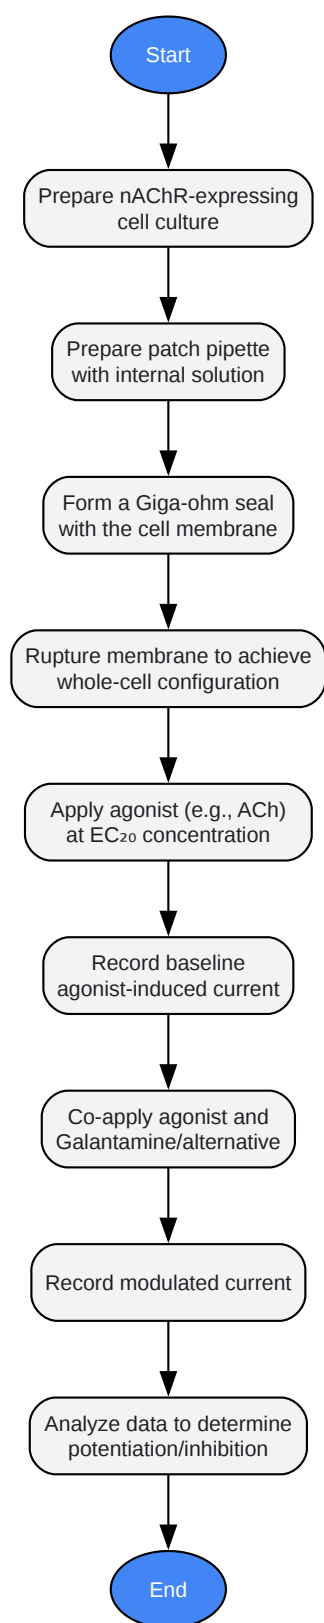 Start
Prepare nAChR-expressing
cell culture
Prepare patch pipette
with internal solution
Form a Giga-ohm seal
with the cell membrane
Rupture membrane to achieve
whole-cell configuration
Apply agonist (e.g., ACh)
at EC₂₀ concentration
Record baseline
agonist-induced current
Co-apply agonist and
Galantamine/alternative
Record modulated current
Analyze data to determine
potentiation/inhibition
End